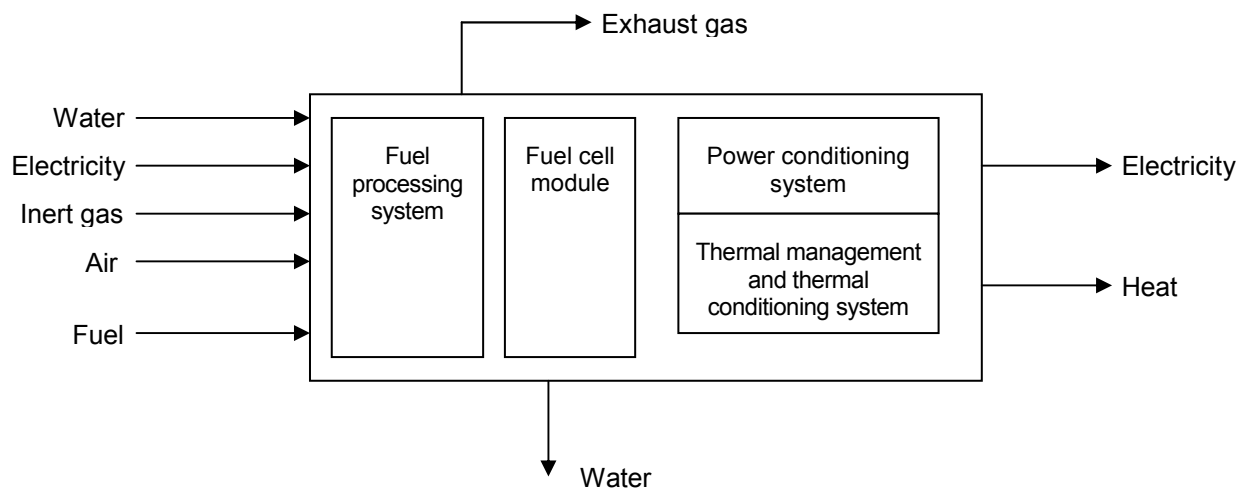 Exhaust gas
Water
Electricity
Inert gas
Air
Fuel
Fuel
processing
system
Fuel cell
module
Power conditioning
system
Thermal management
and thermal
conditioning system
Electricity
Heat
Water